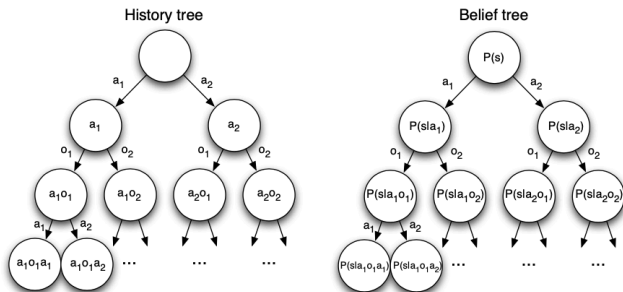 History tree
Belief tree
P(s)
a₁
a₂
a₁
a₂
a₁
a₂
P(s|a₁)
P(s|a₂)
o₁
o₂
o₁
o₂
o₁
o₂
o₁
o₂
a₁o₁
a₁o₂
a₂o₁
a₂o₂
P(s|a₁o₁)
P(s|a₁o₂)
P(s|a₂o₁)
P(s|a₂o₂)
a₁
a₂
...
...
...
a₁
a₂
...
...
...
a₁o₁a₁
a₁o₁a₂
P(s|a₁o₁a₁)
P(s|a₁o₁a₂)